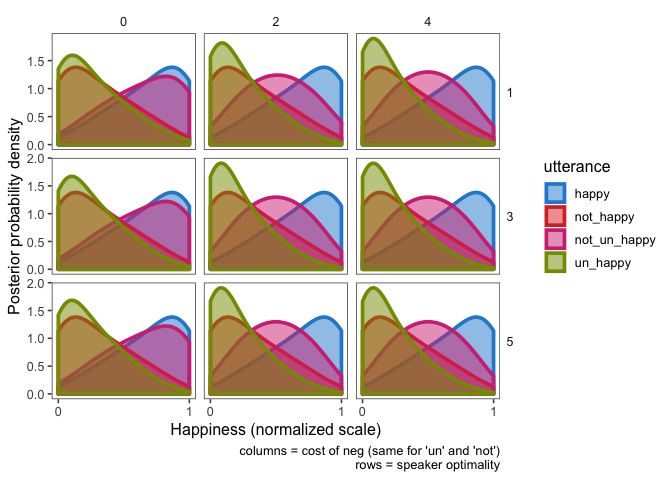 0 2 4
Posterior probability density
0.0 0.5 1.0 1.5
1
0.0 0.5 1.0 1.5 2.0
3
0.0 0.5 1.0 1.5 2.0
5
0 1 0 1 0 1
Happiness (normalized scale)
columns = cost of neg (same for 'un' and 'not')
rows = speaker optimality
utterance
happy
not_happy
not_un_happy
un_happy